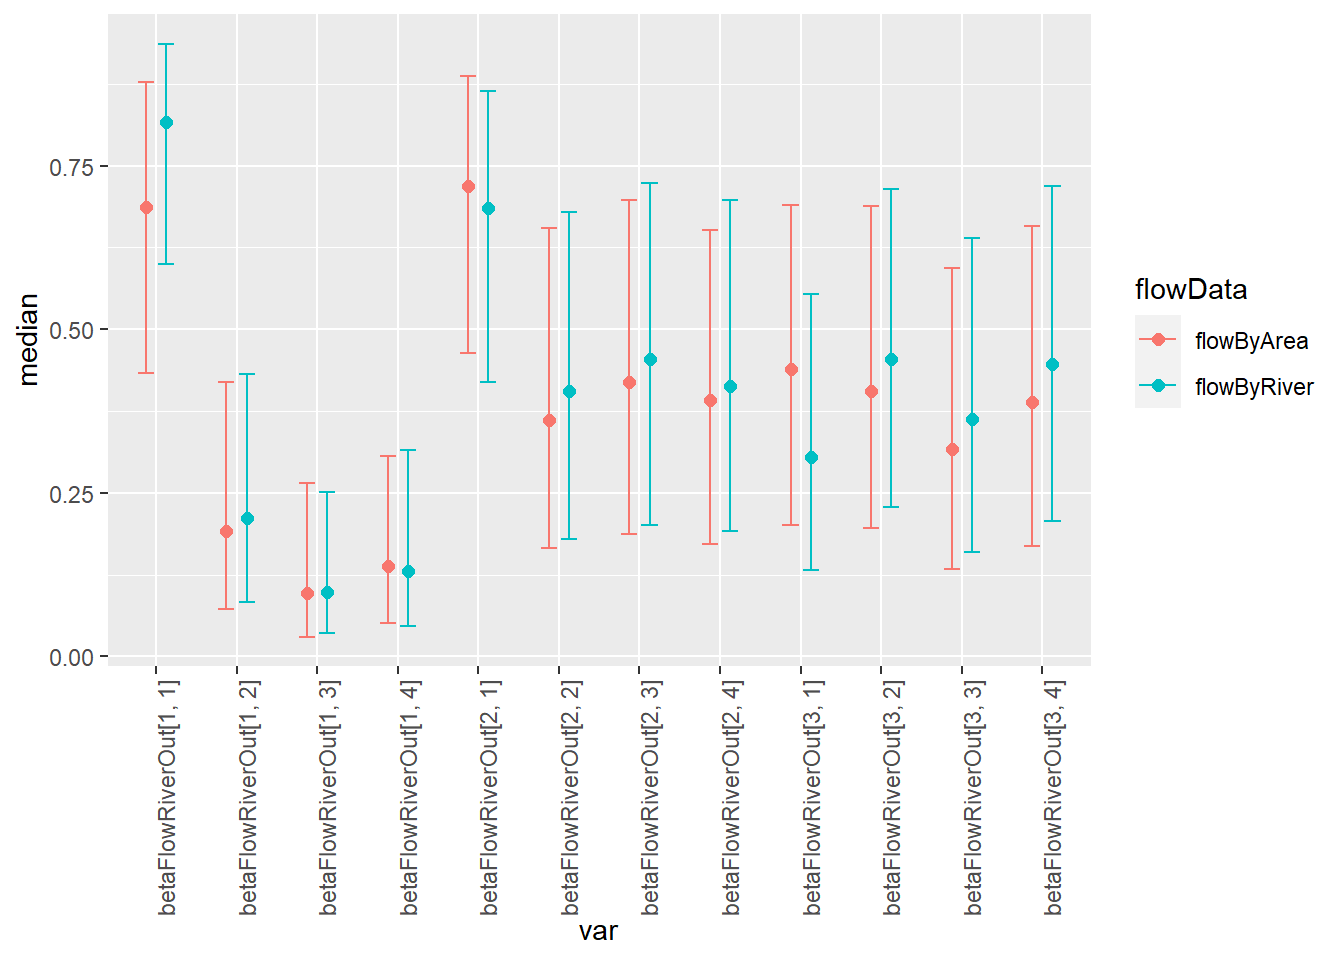 median
0.75
0.50
0.25
0.00
betaFlowRiverOut[1, 1]
betaFlowRiverOut[1, 2]
betaFlowRiverOut[1, 3]
betaFlowRiverOut[1, 4]
betaFlowRiverOut[2, 1]
betaFlowRiverOut[2, 2]
betaFlowRiverOut[2, 3]
betaFlowRiverOut[2, 4]
betaFlowRiverOut[3, 1]
betaFlowRiverOut[3, 2]
betaFlowRiverOut[3, 3]
betaFlowRiverOut[3, 4]
var
flowData
flowByArea
flowByRiver